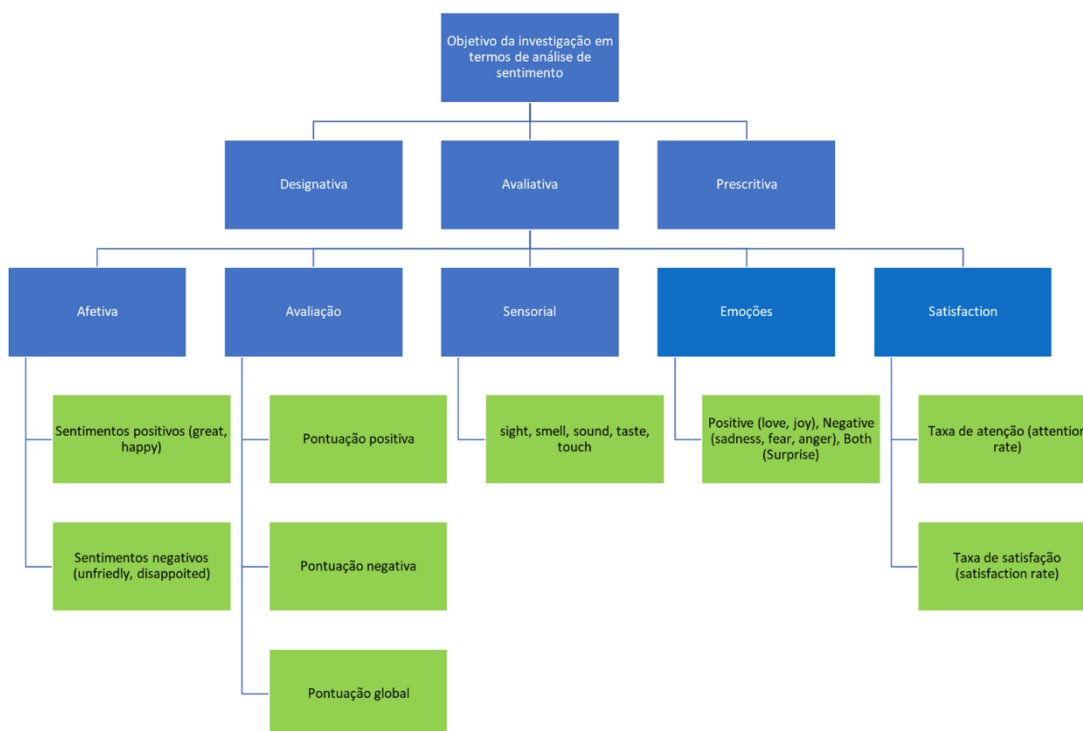 Objetivo da investigação em
termos de análise de
sentimento
Designativa
Avaliativa
Prescritiva
Afetiva
Avaliação
Sensorial
Emoções
Satisfaction
Sentimentos positivos (great,
happy)
Pontuação positiva
sight, smell, sound, taste,
touch
Positive (love, joy), Negative
(sadness, fear, anger), Both
(Surprise)
Taxa de atenção (attention
rate)
Sentimentos negativos
(unfriedly, disappoited)
Pontuação negativa
Taxa de satisfação
(satisfaction rate)
Pontuação global